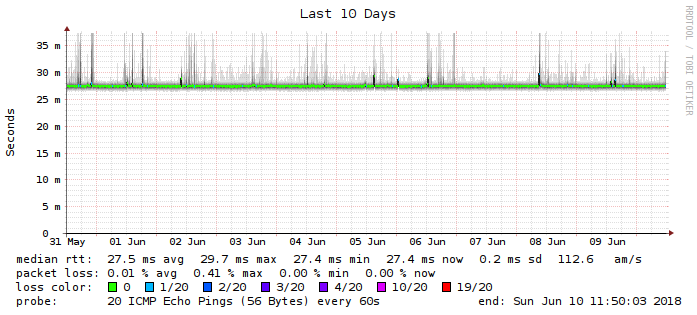 Last 10 Days
RRDTOOL / TOBI OETIKER
Seconds
35 m
30 m
25 m
20 m
15 m
10 m
5 m
0
31 May 01 Jun 02 Jun 03 Jun 04 Jun 05 Jun 06 Jun 07 Jun 08 Jun 09 Jun
median rtt: 27.5 ms avg 29.7 ms max 27.4 ms min 27.4 ms now 0.2 ms sd 112.6 am/s
packet loss: 0.01 % avg 0.41 % max 0.00 % min 0.00 % now
loss color: 0 1/20 2/20 3/20 4/20 10/20 19/20
probe: 20 ICMP Echo Pings (56 Bytes) every 60s end: Sun Jun 10 11:50:03 2018